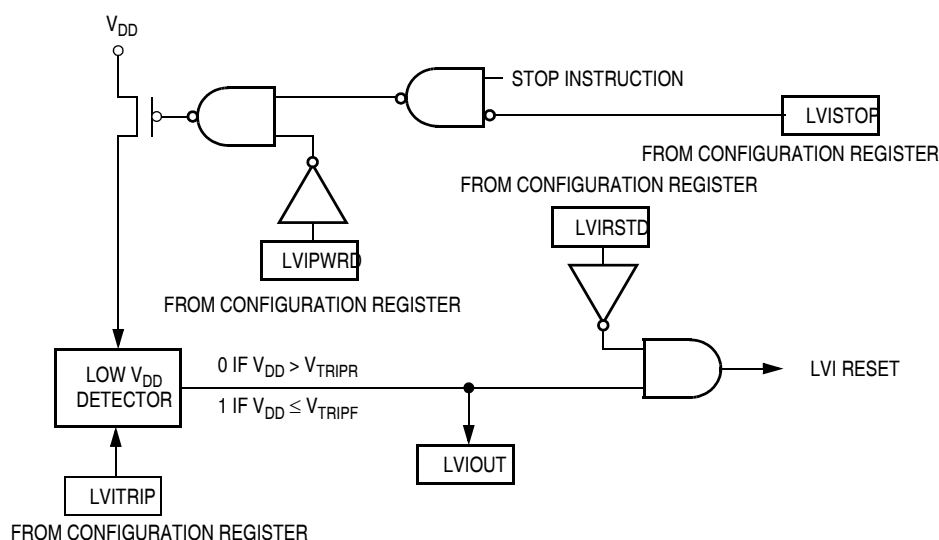 VDD
STOP INSTRUCTION
LVISTOP
FROM CONFIGURATION REGISTER
FROM CONFIGURATION REGISTER
LVIRSTD
LVIPWRD
FROM CONFIGURATION REGISTER
LOW VDD
DETECTOR
0 IF VDD > VTRIPR
1 IF VDD ≤ VTRIPF
LVI RESET
LVIOUT
LVITRIP
FROM CONFIGURATION REGISTER